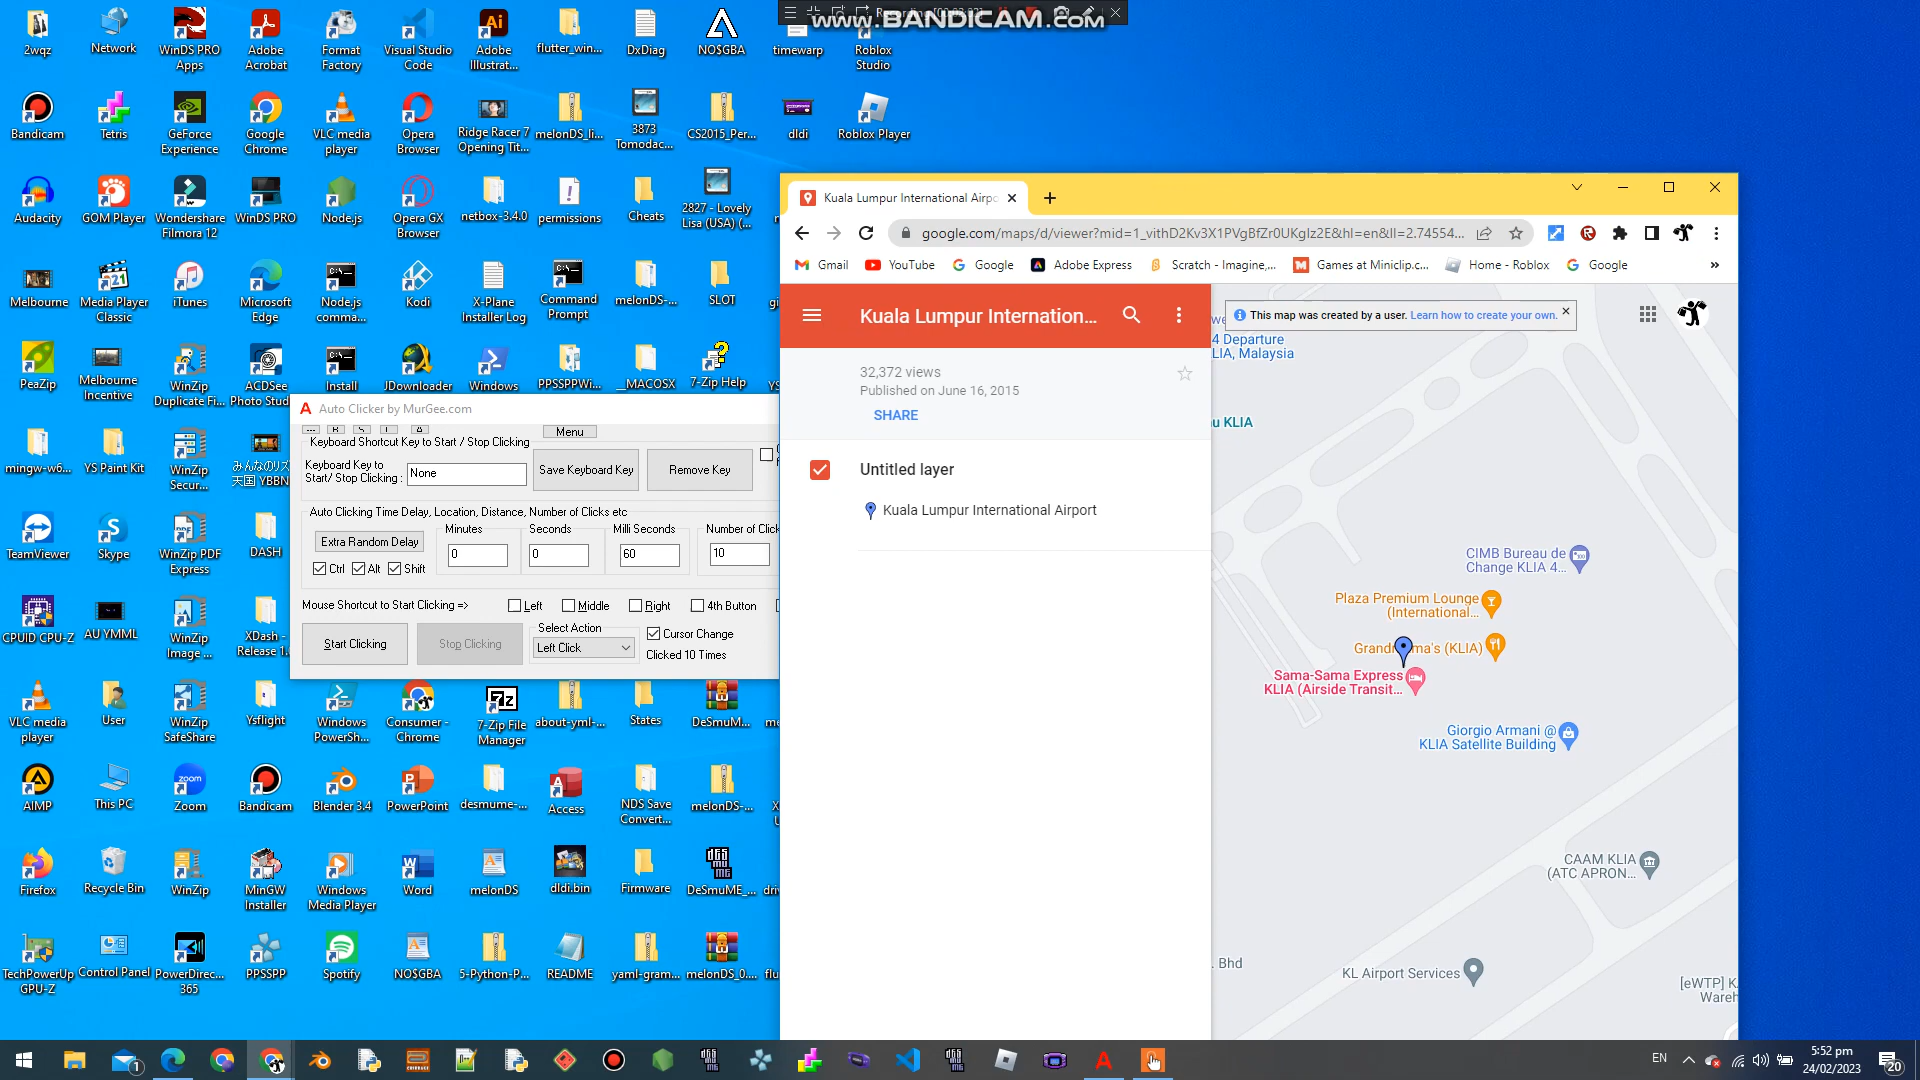 www.BANDICAM.com
2wqz
Network
WinDS PRO
Apps
Adobe
Acrobat
Format
Factory
Visual Studio
Code
Adobe
Illustrat...
flutter_win...
DxDiag
NO$GBA
timewarp
Roblox
Studio
Bandicam
Tetris
GeForce
Experience
Google
Chrome
VLC media
player
Opera
Browser
Ridge Racer 7
Opening Tit...
melonDS_li...
3873
Tomodac...
CS2015_Per...
dldi
Roblox Player
Audacity
GOM Player
Wondershare
Filmora 12
WinDS PRO
Node.js
Opera GX
Browser
netbox-3.4.0
permissions
Cheats
2827 - Lovely
Lisa (USA) (...
Melbourne
Media Player
Classic
iTunes
Microsoft
Edge
Node.js
comma...
Kodi
X-Plane
Installer Log
Command
Prompt
melonDS-...
SLOT
PeaZip
Melbourne
Incentive
WinZip
Duplicate Fi...
ACDSee
Photo Stud
Install
JDownloader
Windows
PPSSPPWi...
__MACOSX
7-Zip Help
mingw-w6...
YS Paint Kit
WinZip
Secur...
みんなのリズ
天国 YBBN
TeamViewer
Skype
WinZip PDF
Express
DASH
CPUID CPU-Z
AU YMML
WinZip
Image ...
XDash -
Release 1.
VLC media
player
User
WinZip
SafeShare
Ysflight
Windows
PowerSh...
Consumer -
Chrome
7-Zip File
Manager
about-yml-...
States
DeSmuM...
AIMP
This PC
Zoom
Bandicam
Blender 3.4
PowerPoint
desmume-...
Access
NDS Save
Convert...
melonDS-...
Firefox
Recycle Bin
WinZip
MinGW
Installer
Windows
Media Player
Word
melonDS
dldi.bin
Firmware
DeSmuME_...
TechPowerUp
GPU-Z
Control Panel
PowerDirec...
365
PPSSPP
Spotify
NO$GBA
5-Python-P...
README
yaml-gram...
melonDS_0....
Auto Clicker by MurGee.com
Menu
Keyboard Shortcut Key to Start / Stop Clicking
Keyboard Key to
Start/ Stop Clicking :
None
Save Keyboard Key
Remove Key
Auto Clicking Time Delay, Location, Distance, Number of Clicks etc
Extra Random Delay
Minutes
Seconds
Milli Seconds
Number of Click
0
0
60
10
Ctrl
Alt
Shift
Mouse Shortcut to Start Clicking =>
Left
Middle
Right
4th Button
Start Clicking
Stop Clicking
Select Action
Left Click
Cursor Change
Clicked 10 Times
Kuala Lumpur International Airpo
google.com/maps/d/viewer?mid=1_vithD2Kv3X1PVgBfZr0UKgIz2E&hl=en&ll=2.74554...
Gmail
YouTube
Google
Adobe Express
Scratch - Imagine,...
Games at Miniclip.c...
Home - Roblox
Google
»
Kuala Lumpur Internation...
32,372 views
Published on June 16, 2015
SHARE
Untitled layer
Kuala Lumpur International Airport
This map was created by a user. Learn how to create your own.
4 Departure
LIA, Malaysia
u KLIA
CIMB Bureau de
Change KLIA 4...
Plaza Premium Lounge
(International...
(KLIA)
Sama-Sama Express
KLIA (Airside Transit...
Giorgio Armani @
KLIA Satellite Building
CAAM KLIA
(ATC APRON...
. Bhd
KL Airport Services
[eWTP] K
Wareh
1
EN
5:52 pm
24/02/2023
20